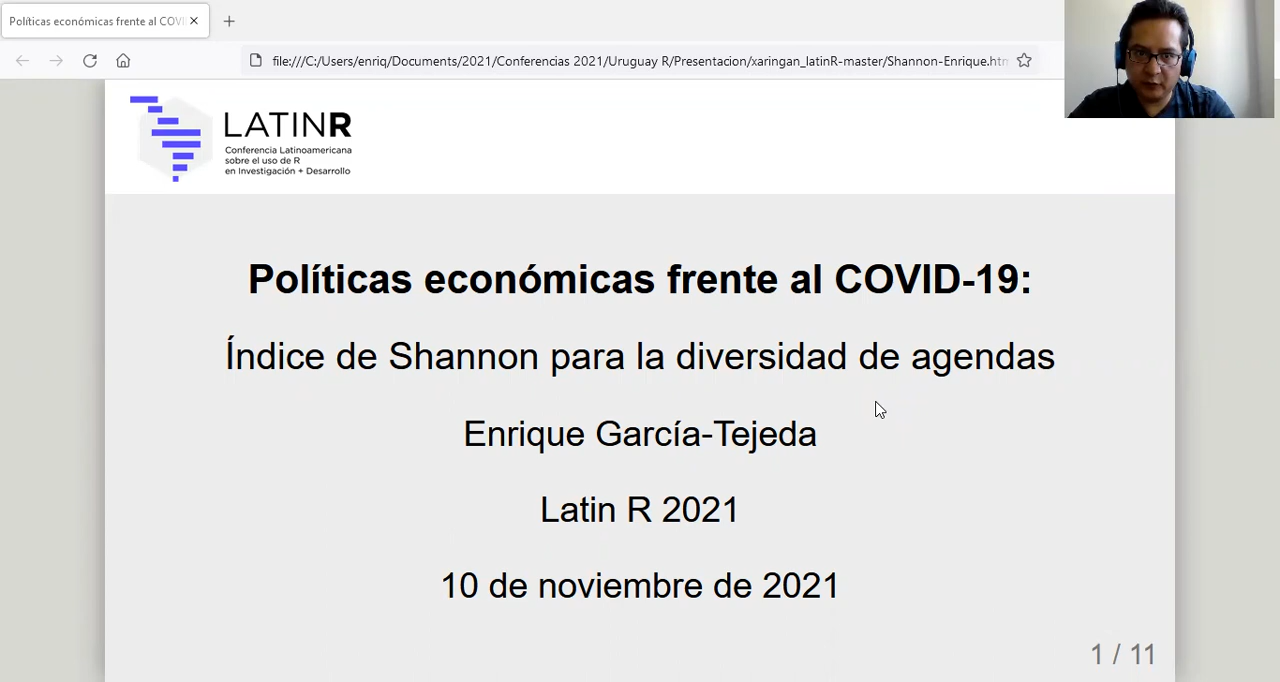 Políticas económicas frente al COVI
file:///C:/Users/enriq/Documents/2021/Conferencias 2021/Uruguay R/Presentacion/xaringan_latinR-master/Shannon-Enrique.htm
LATINR
Conferencia Latinoamericana
sobre el uso de R
en Investigación + Desarrollo
Políticas económicas frente al COVID-19:
Índice de Shannon para la diversidad de agendas
Enrique García-Tejeda
Latin R 2021
10 de noviembre de 2021
1 / 11